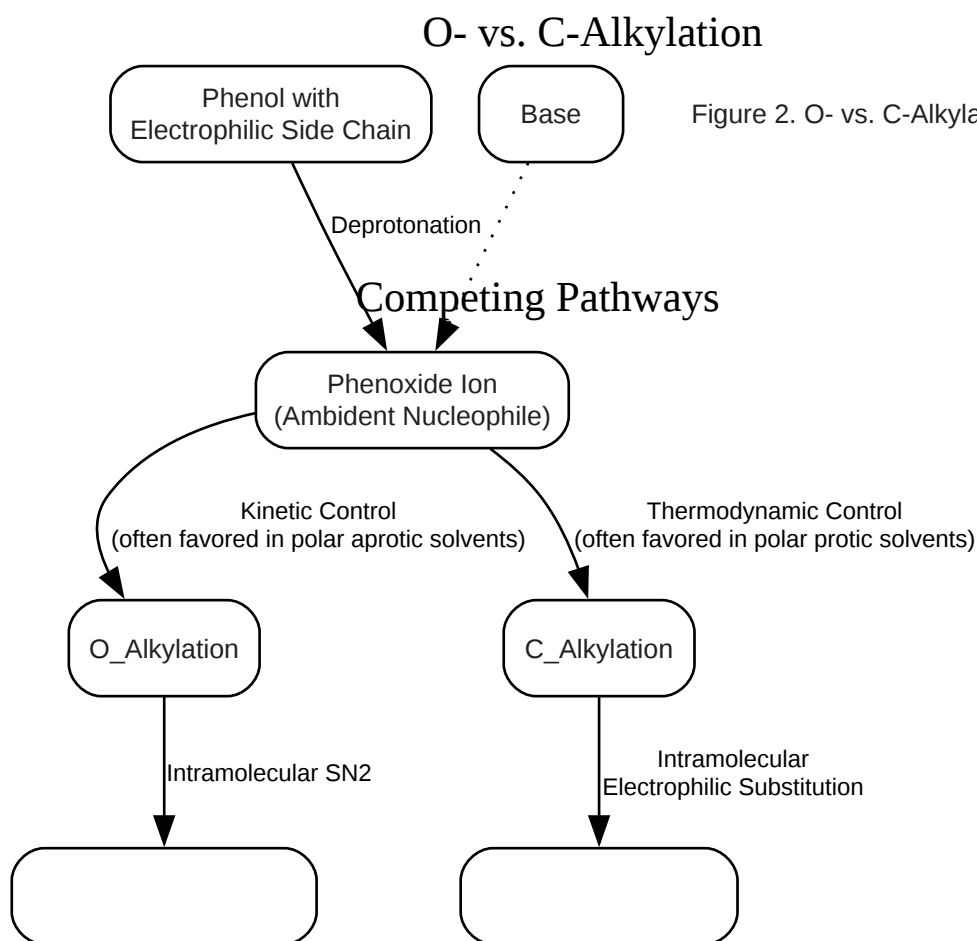 O- vs. C-Alkylation
Phenol with
Electrophilic Side Chain
Base
Figure 2. O- vs. C-Alkyla
Deprotonation
Competing Pathways
Phenoxide Ion
(Ambident Nucleophile)
Kinetic Control
(often favored in polar aprotic solvents)
Thermodynamic Control
(often favored in polar protic solvents)
O_Alkylation
C_Alkylation
Intramolecular SN2
Intramolecular
Electrophilic Substitution